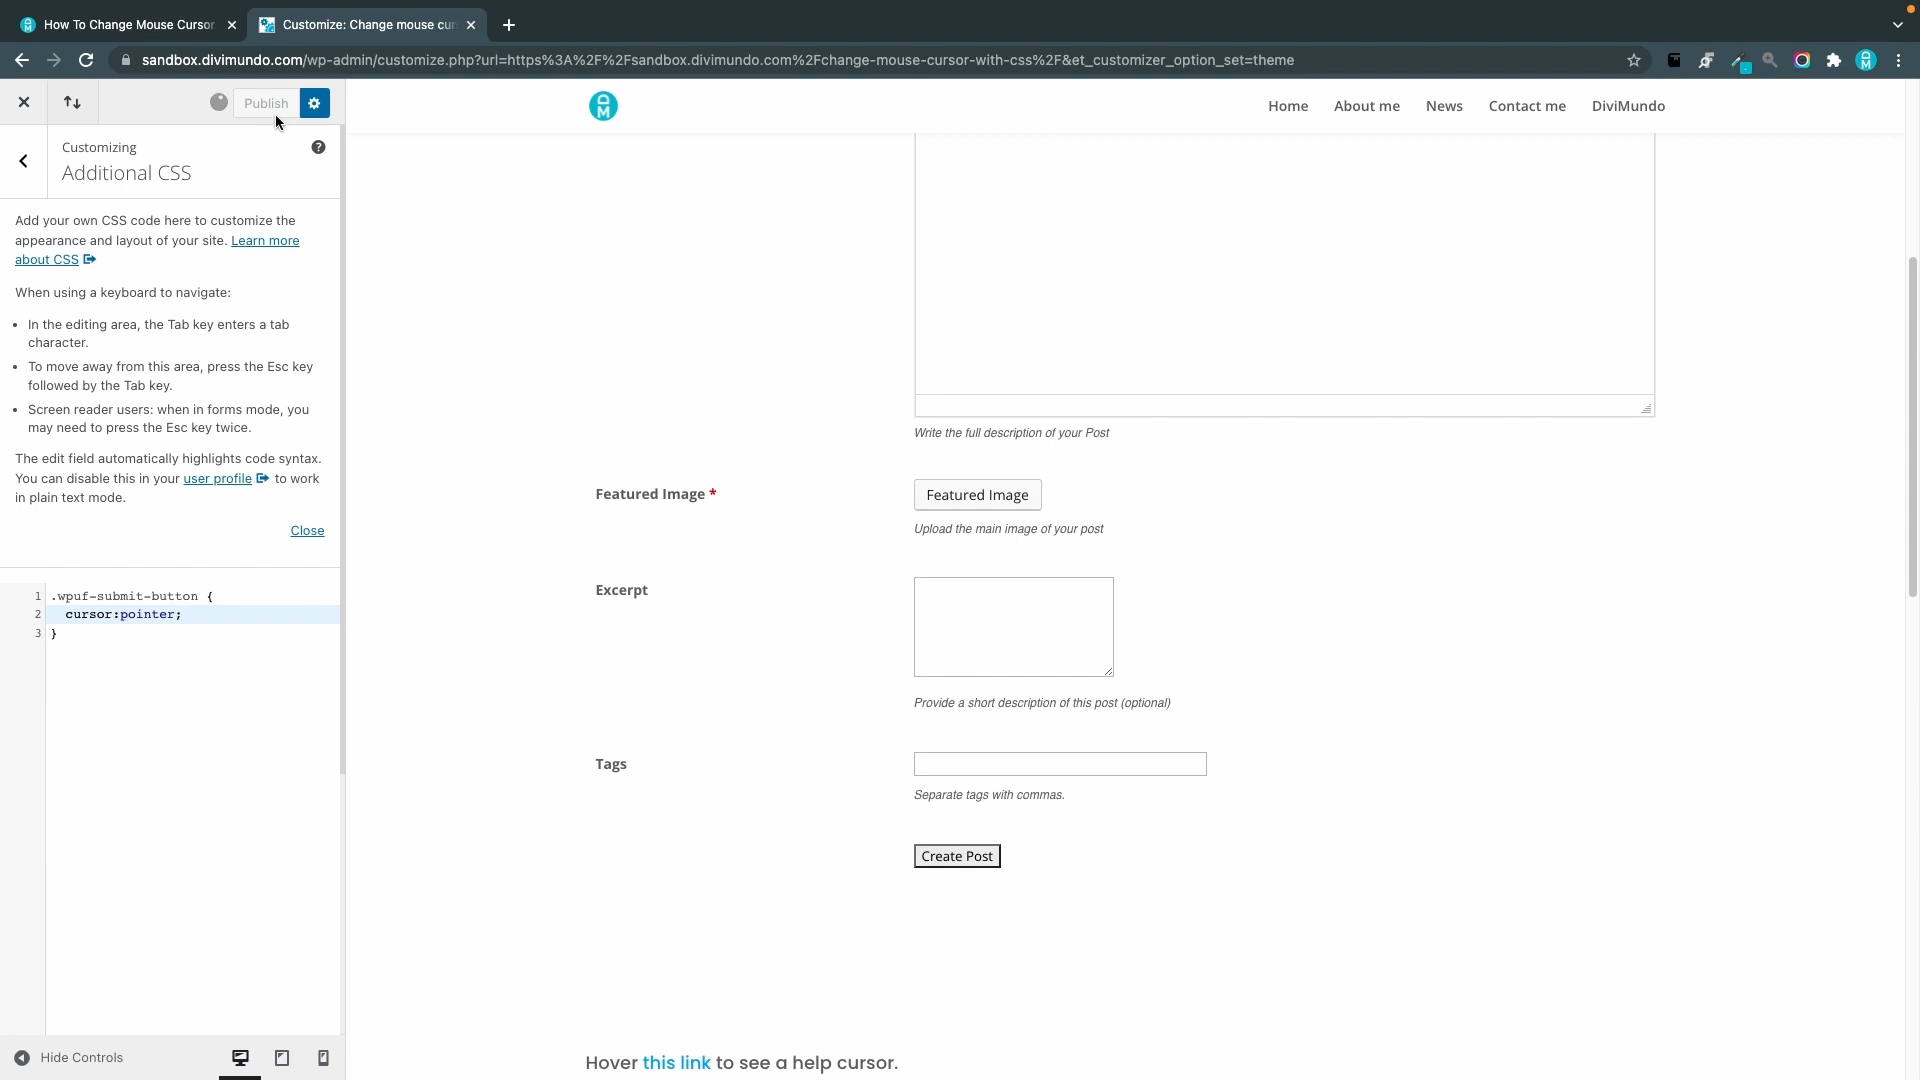 How To Change Mouse Cursor
Customize: Change mouse cur
sandbox.divimundo.com/wp-admin/customize.php?url=https%3A%2F%2Fsandbox.divimundo.com%2Fchange-mouse-cursor-with-css%2F&et_customizer_option_set=theme
Publish
Home About me News Contact me DiviMundo
Customizing
Additional CSS
Add your own CSS code here to customize the
appearance and layout of your site. Learn more
about CSS
When using a keyboard to navigate:
In the editing area, the Tab key enters a tab
character.
To move away from this area, press the Esc key
followed by the Tab key.
Screen reader users: when in forms mode, you
may need to press the Esc key twice.
The edit field automatically highlights code syntax.
You can disable this in your user profile to work
in plain text mode.
Close
1 .wpuf-submit-button {
2 cursor:pointer;
3 }
Hide Controls
Write the full description of your Post
Featured Image *
Featured Image
Upload the main image of your post
Excerpt
Provide a short description of this post (optional)
Tags
Separate tags with commas.
Create Post
Hover this link to see a help cursor.